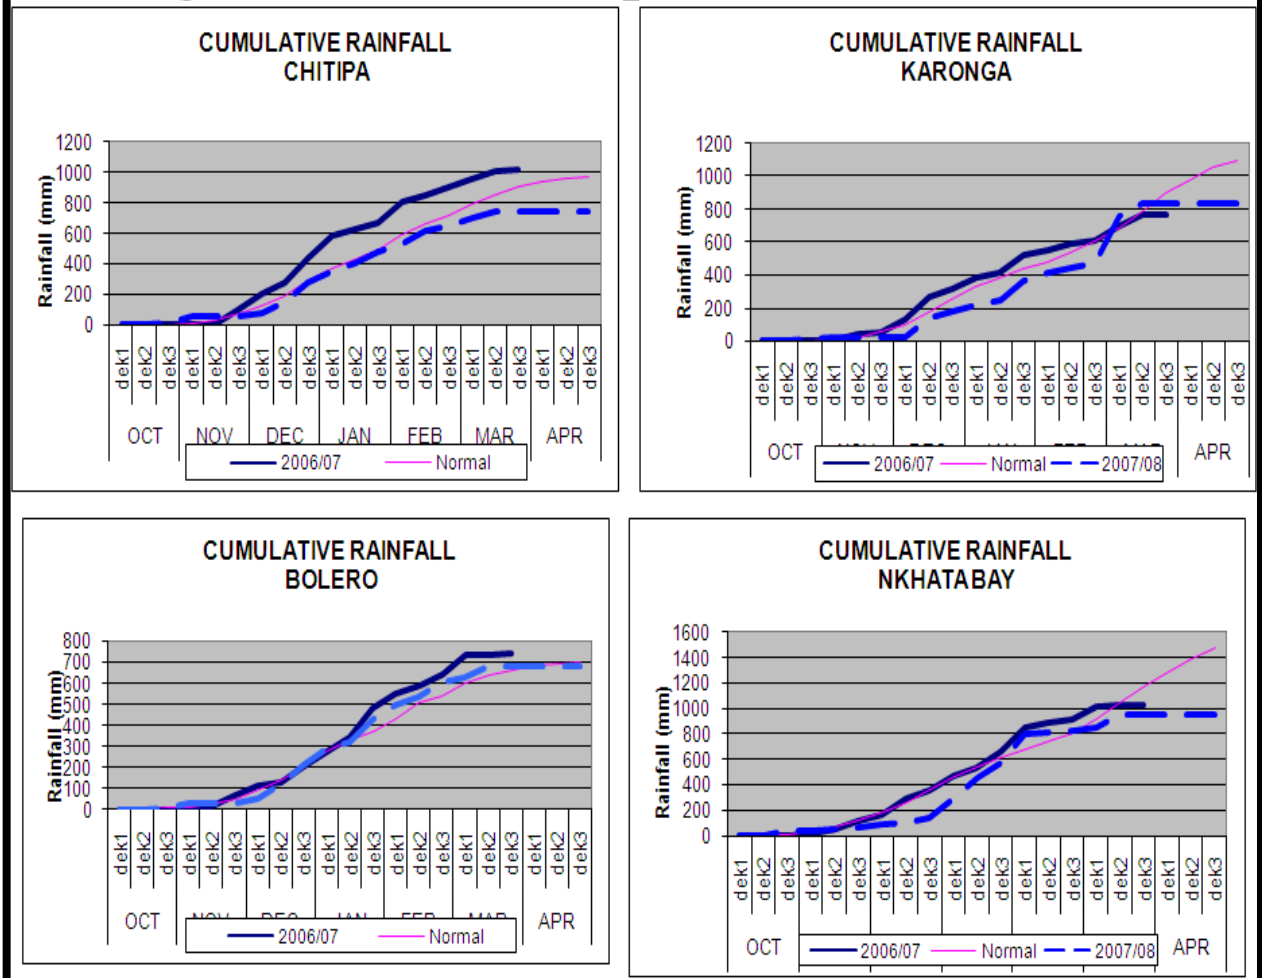 CUMULATIVE RAINFALL
CHITIPA
Rainfall (mm)
1200
1000
800
600
400
200
0
dek1 dek2 dek3 dek1 dek2 dek3 dek1 dek2 dek3 dek1 dek2 dek3 dek1 dek2 dek3 dek1 dek2 dek3 dek1 dek2 dek3
OCT NOV DEC JAN FEB MAR APR
2006/07 Normal
CUMULATIVE RAINFALL
KARONGA
Rainfall (mm)
1200
1000
800
600
400
200
0
dek1 dek2 dek3 dek1 dek2 dek3 dek1 dek2 dek3 dek1 dek2 dek3 dek1 dek2 dek3 dek1 dek2 dek3 dek1 dek2 dek3
OCT APR
2006/07 Normal 2007/08
CUMULATIVE RAINFALL
BOLERO
Rainfall (mm)
800
700
600
500
400
300
200
100
0
dek1 dek2 dek3 dek1 dek2 dek3 dek1 dek2 dek3 dek1 dek2 dek3 dek1 dek2 dek3 dek1 dek2 dek3 dek1 dek2 dek3
OCT APR
2006/07 Normal
CUMULATIVE RAINFALL
NKHATABAY
Rainfall (mm)
1600
1400
1200
1000
800
600
400
200
0
dek1 dek2 dek3 dek1 dek2 dek3 dek1 dek2 dek3 dek1 dek2 dek3 dek1 dek2 dek3 dek1 dek2 dek3 dek1 dek2 dek3
OCT APR
2006/07 Normal 2007/08